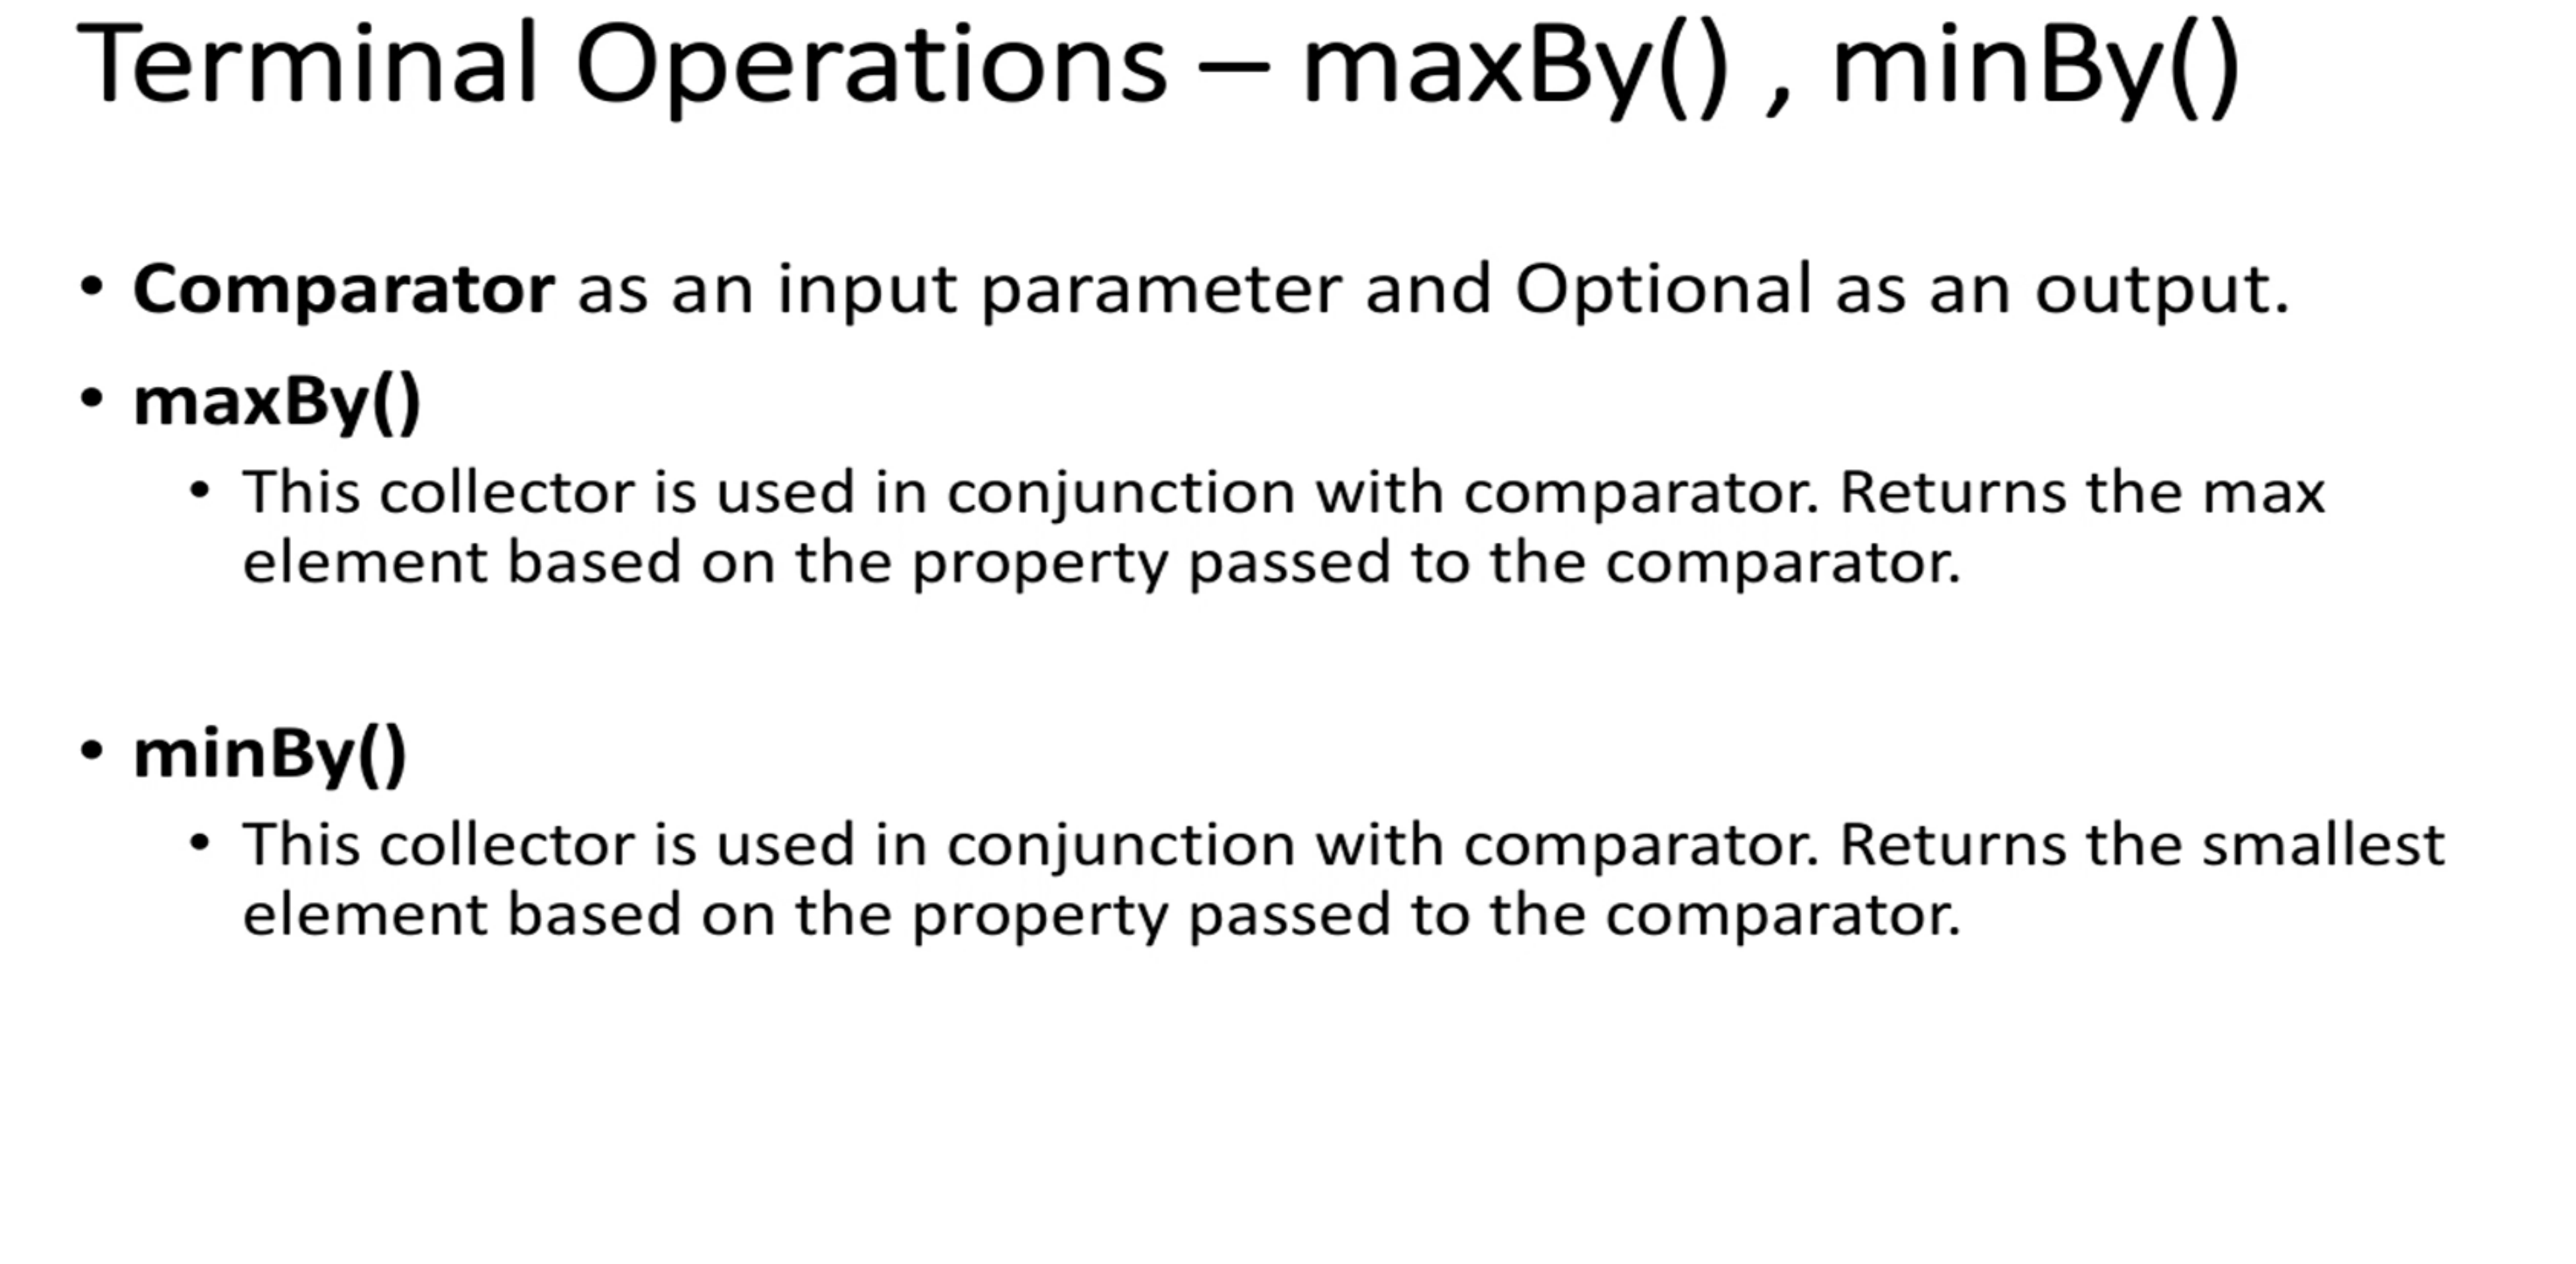 Terminal Operations – maxBy() , minBy()
• Comparator as an input parameter and Optional as an output.
• maxBy()
• This collector is used in conjunction with comparator. Returns the max
element based on the property passed to the comparator.
• minBy()
• This collector is used in conjunction with comparator. Returns the smallest
element based on the property passed to the comparator.